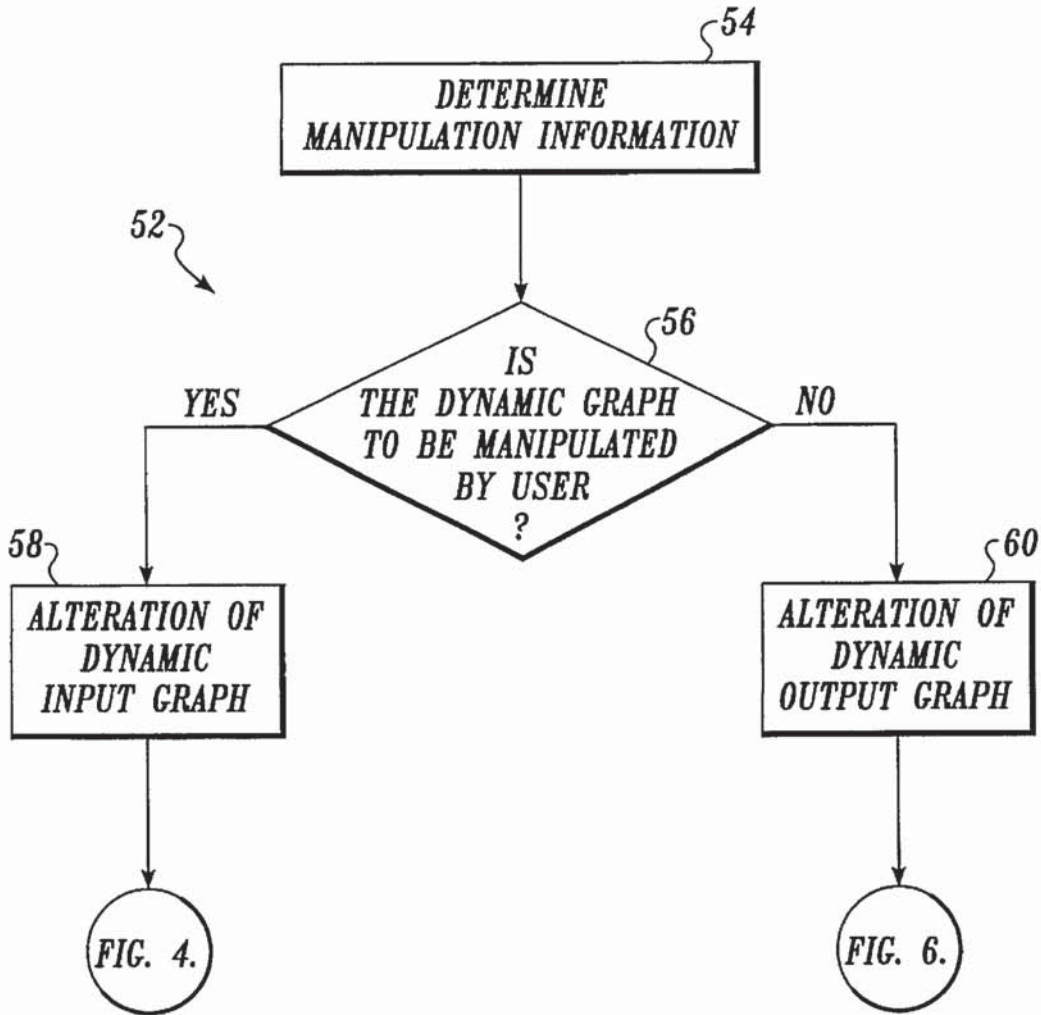 54
DETERMINE
MANIPULATION INFORMATION
52
56
IS
THE DYNAMIC GRAPH
TO BE MANIPULATED
BY USER
?
YES
NO
58
ALTERATION OF
DYNAMIC
INPUT GRAPH
60
ALTERATION OF
DYNAMIC
OUTPUT GRAPH
FIG. 4.
FIG. 6.